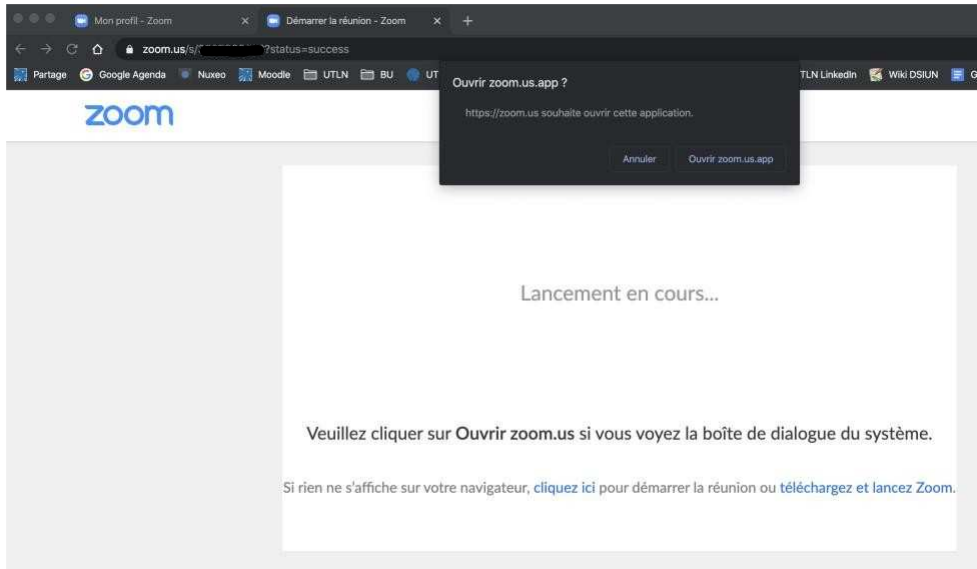 Mon profil - Zoom
Démarrer la réunion - Zoom
zoom.us/s/ ?status=success
Partage Google Agenda Nuxeo Moodle UTLN BU UT TLN LinkedIn Wiki DSIUN G
Ouvrir zoom.us.app ?
https://zoom.us souhaite ouvrir cette application.
Annuler Ouvrir zoom.us.app
zoom
Lancement en cours...
Veuillez cliquer sur Ouvrir zoom.us si vous voyez la boîte de dialogue du système.
Si rien ne s'affiche sur votre navigateur, cliquez ici pour démarrer la réunion ou téléchargez et lancez Zoom.